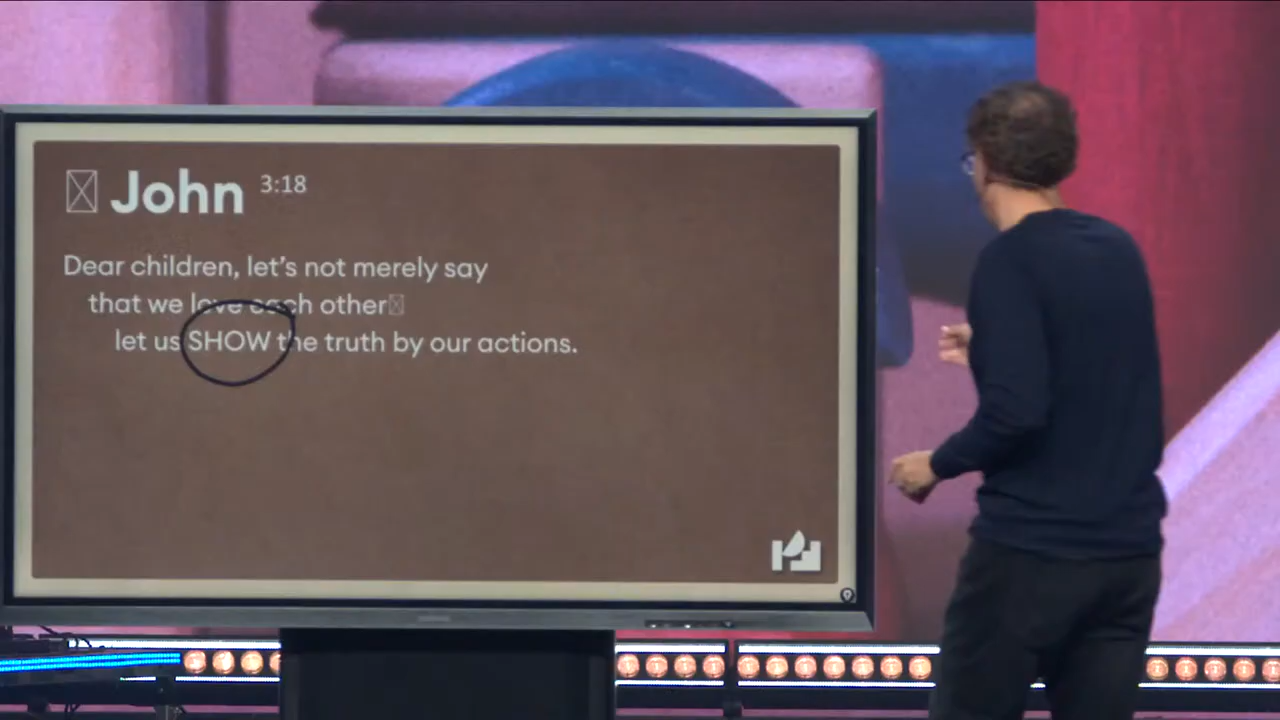 John 3:18
Dear children, let's not merely say
that we love each other
let us SHOW the truth by our actions.